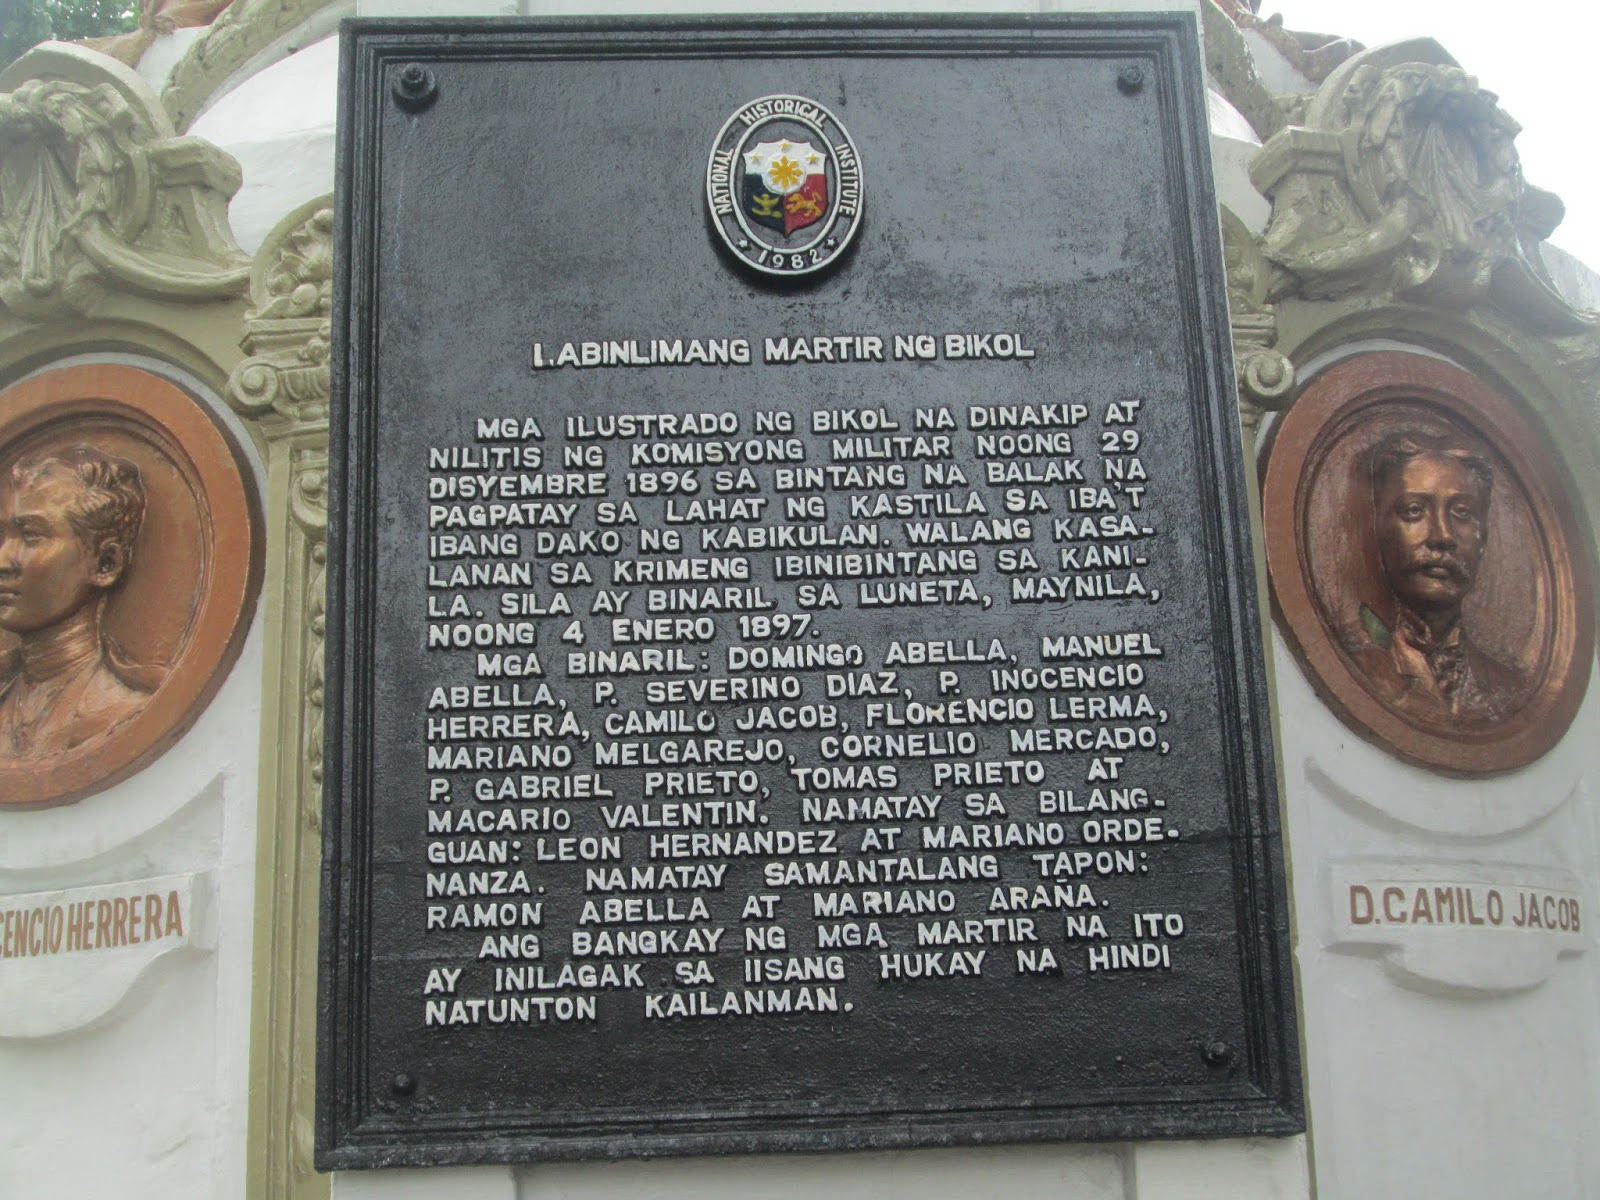 NATIONAL HISTORICAL INSTITUTE
1982
LABINLIMANG MARTIR NG BIKOL
MGA ILUSTRADO NG BIKOL NA DINAKIP AT
NILITIS NG KOMISYONG MILITAR NOONG 29
DISYEMBRE 1896 SA BINTANG NA BALAK NA
PAGPATAY SA LAHAT NG KASTILA SA IBA'T
IBANG DAKO NG KABIKULAN. WALANG KASA-
LANAN SA KRIMENG IBINIBINTANG SA KANI-
LA. SILA AY BINARIL SA LUNETA, MAYNILA,
NOONG 4 ENERO 1897.
MGA BINARIL: DOMINGO ABELLA, MANUEL
ABELLA, P. SEVERINO DIAZ, P. INOCENCIO
HERRERA, CAMILO JACOB, FLORENCIO LERMA,
MARIANO MELGAREJO, CORNELIO MERCADO,
P. GABRIEL PRIETO, TOMAS PRIETO AT
MACARIO VALENTIN. NAMATAY SA BILANG-
GUAN: LEON HERNANDEZ AT MARIANO ORDE-
NANZA. NAMATAY SAMANTALANG TAPON:
RAMON ABELLA AT MARIANO ARAÑA.
ANG BANGKAY NG MGA MARTIR NA ITO
AY INILAGAK SA IISANG HUKAY NA HINDI
NATUNTON KAILANMAN.
CENCIO HERRERA
D. CAMILO JACOB